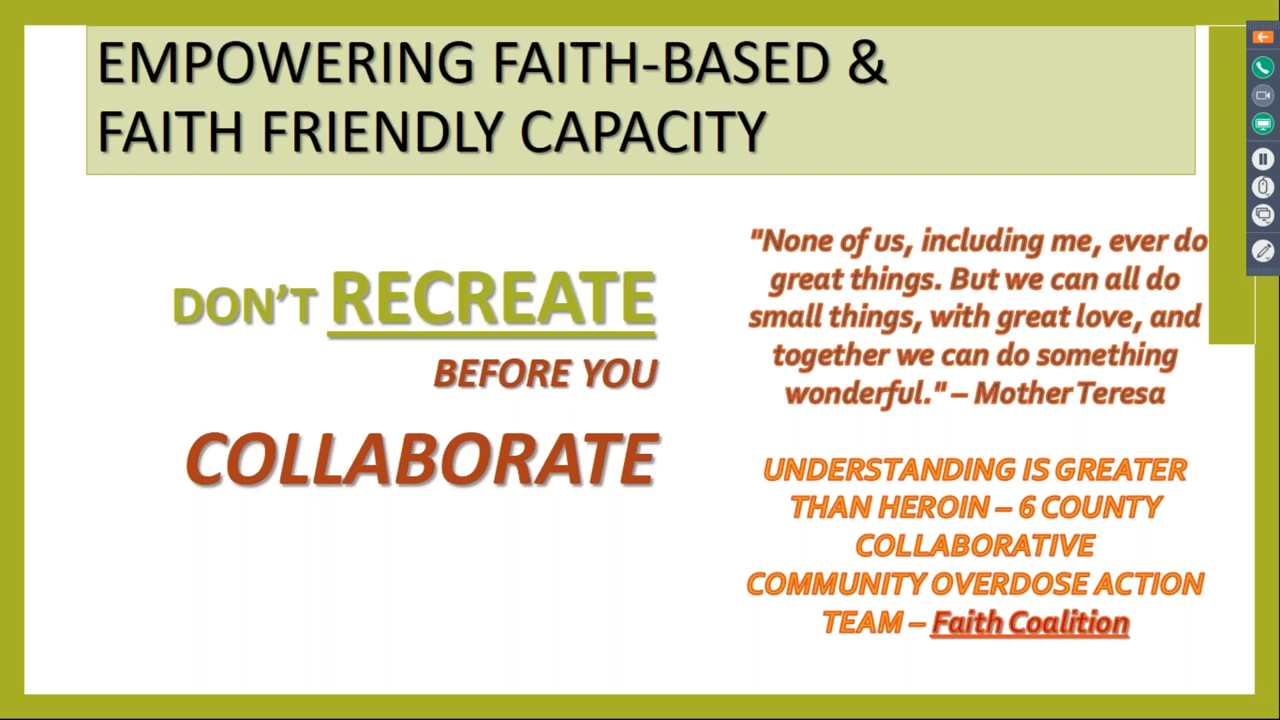 EMPOWERING FAITH-BASED &
FAITH FRIENDLY CAPACITY
DON’T RECREATE
BEFORE YOU
COLLABORATE
"None of us, including me, ever do
great things. But we can all do
small things, with great love, and
together we can do something
wonderful." – Mother Teresa
UNDERSTANDING IS GREATER
THAN HEROIN – 6 COUNTY
COLLABORATIVE
COMMUNITY OVERDOSE ACTION
TEAM – Faith Coalition